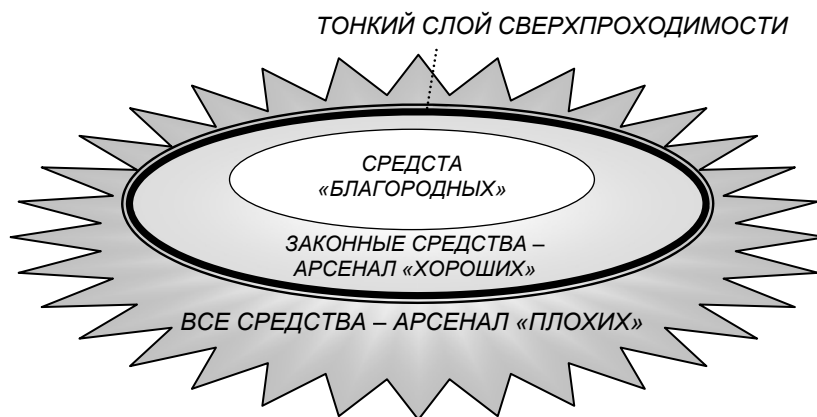 ТОНКИЙ СЛОЙ СВЕРХПРОХОДИМОСТИ
СРЕДСТА
«БЛАГОРОДНЫХ»
ЗАКОННЫЕ СРЕДСТВА –
АРСЕНАЛ «ХОРОШИХ»
ВСЕ СРЕДСТВА – АРСЕНАЛ «ПЛОХИХ»